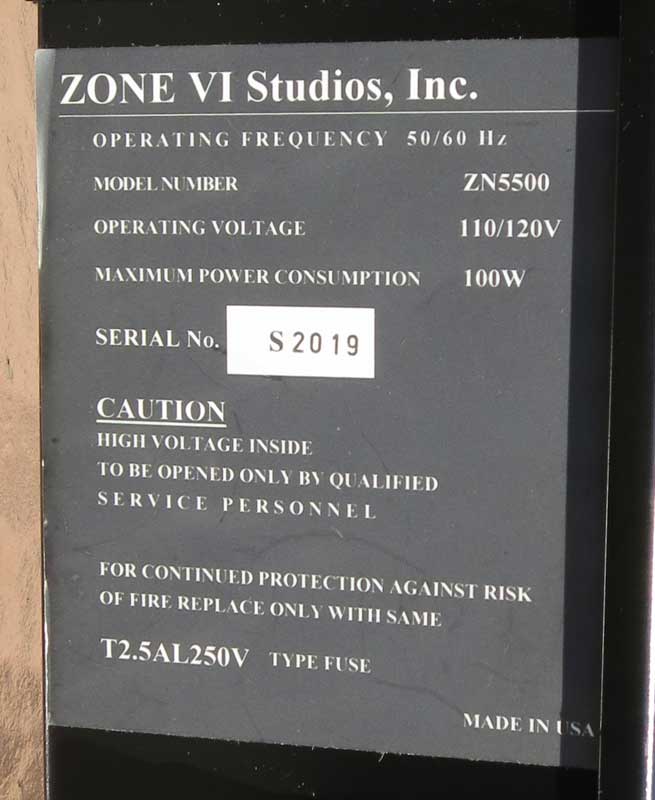 ZONE VI Studios, Inc.
OPERATING FREQUENCY 50/60 Hz
MODEL NUMBER ZN5500
OPERATING VOLTAGE 110/120V
MAXIMUM POWER CONSUMPTION 100W
SERIAL No. S2019
CAUTION
HIGH VOLTAGE INSIDE
TO BE OPENED ONLY BY QUALIFIED
SERVICE PERSONNEL
FOR CONTINUED PROTECTION AGAINST RISK
OF FIRE REPLACE ONLY WITH SAME
T2.5AL250V TYPE FUSE
MADE IN USA